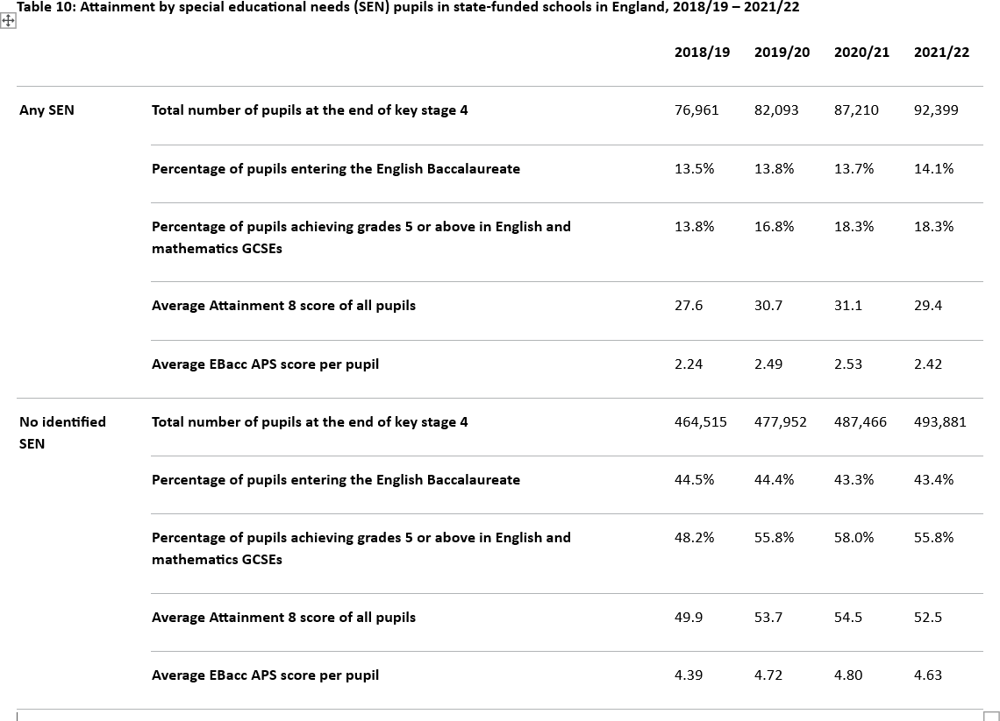 Table 10: Attainment by special educational needs (SEN) pupils in state-funded schools in England, 2018/19 – 2021/22
2018/19 2019/20 2020/21 2021/22
Any SEN Total number of pupils at the end of key stage 4 76,961 82,093 87,210 92,399
Percentage of pupils entering the English Baccalaureate 13.5% 13.8% 13.7% 14.1%
Percentage of pupils achieving grades 5 or above in English and 13.8% 16.8% 18.3% 18.3%
mathematics GCSEs
Average Attainment 8 score of all pupils 27.6 30.7 31.1 29.4
Average EBacc APS score per pupil 2.24 2.49 2.53 2.42
No identified Total number of pupils at the end of key stage 4 464,515 477,952 487,466 493,881
SEN
Percentage of pupils entering the English Baccalaureate 44.5% 44.4% 43.3% 43.4%
Percentage of pupils achieving grades 5 or above in English and 48.2% 55.8% 58.0% 55.8%
mathematics GCSEs
Average Attainment 8 score of all pupils 49.9 53.7 54.5 52.5
Average EBacc APS score per pupil 4.39 4.72 4.80 4.63